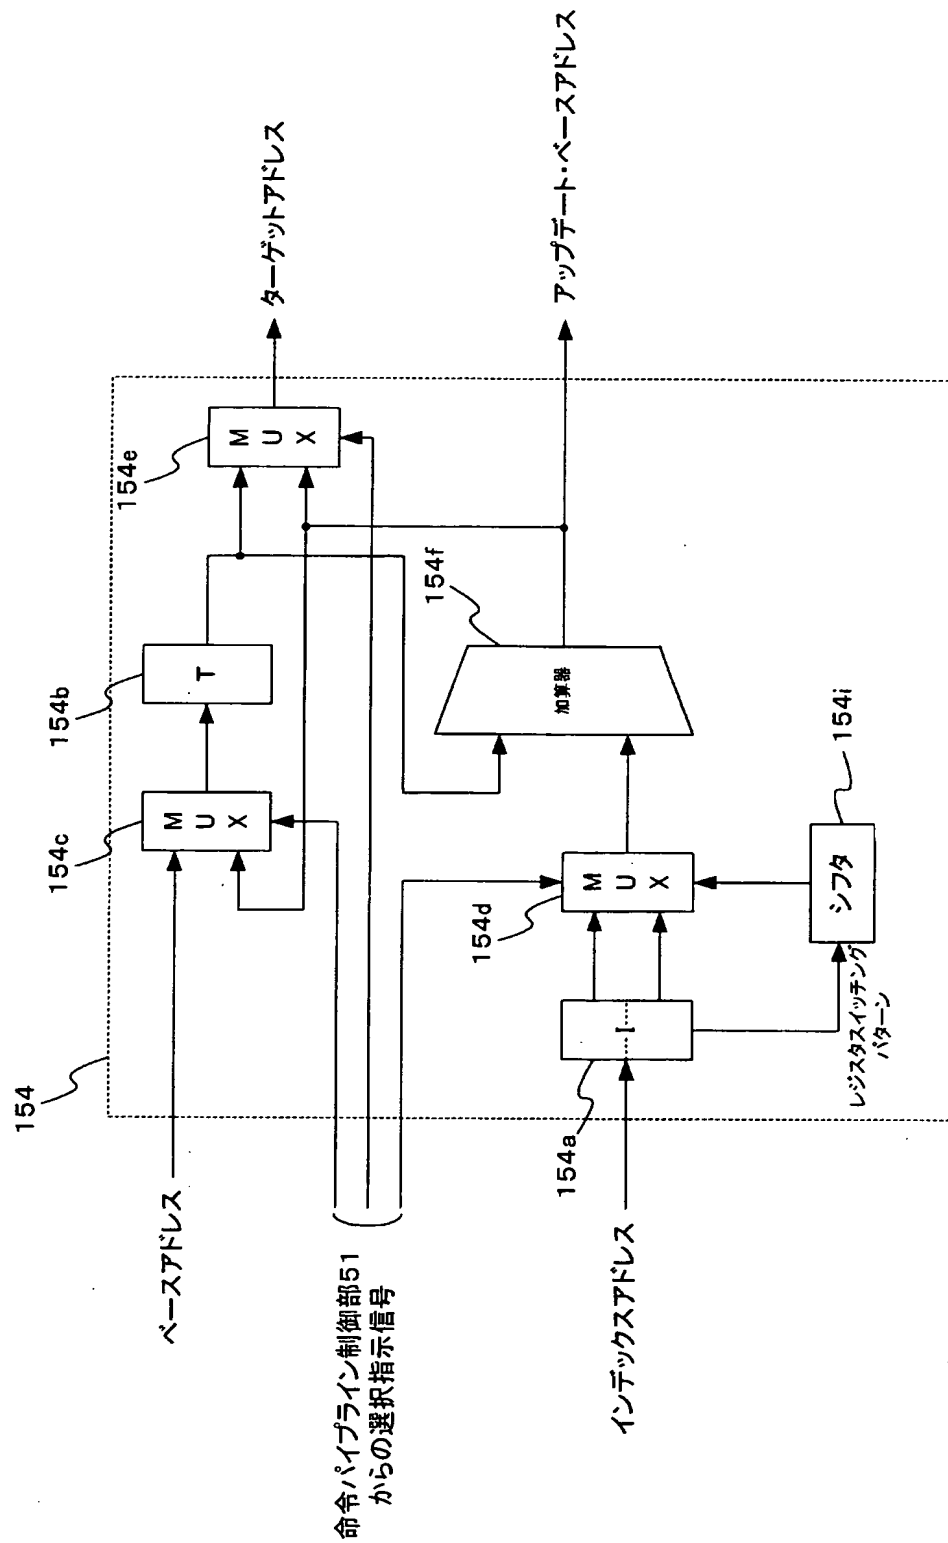 154
ベースアドレス
命令パイプライン制御部51
からの選択指示信号
インデックスアドレス
154c
MUX
154b
T
154e
MUX
ターゲットアドレス
154a
I
154d
MUX
154f
加算器
アップデート・ベースアドレス
レジスタスイッチング
パターン
シフタ
154i